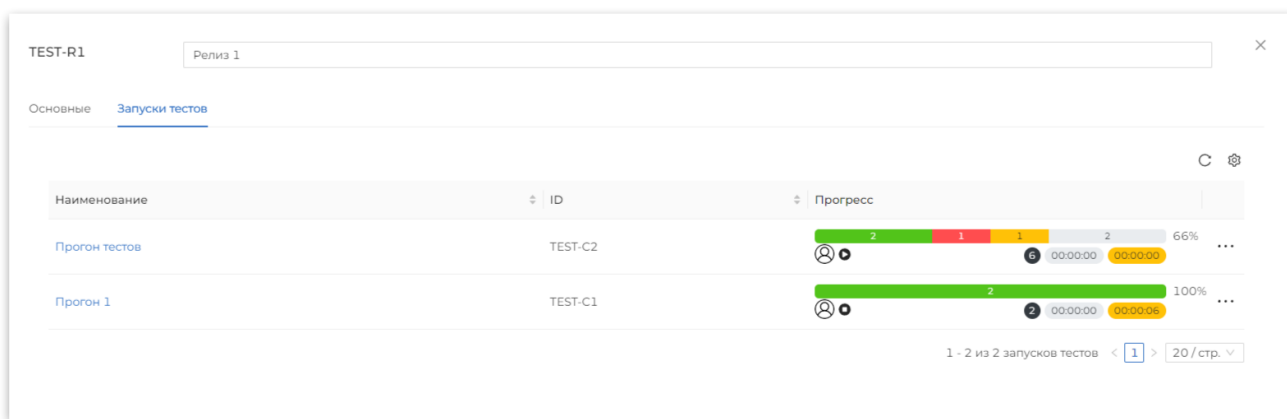 TEST-R1
Релиз 1
Основные Запуски тестов
Наименование ID Прогресс
2 1 1 2 66%
Прогон тестов TEST-C2
6 00:00:00 00:00:00
2 100%
Прогон 1 TEST-C1
2 00:00:00 00:00:06
1 - 2 из 2 запусков тестов < 1 > 20 / стр.